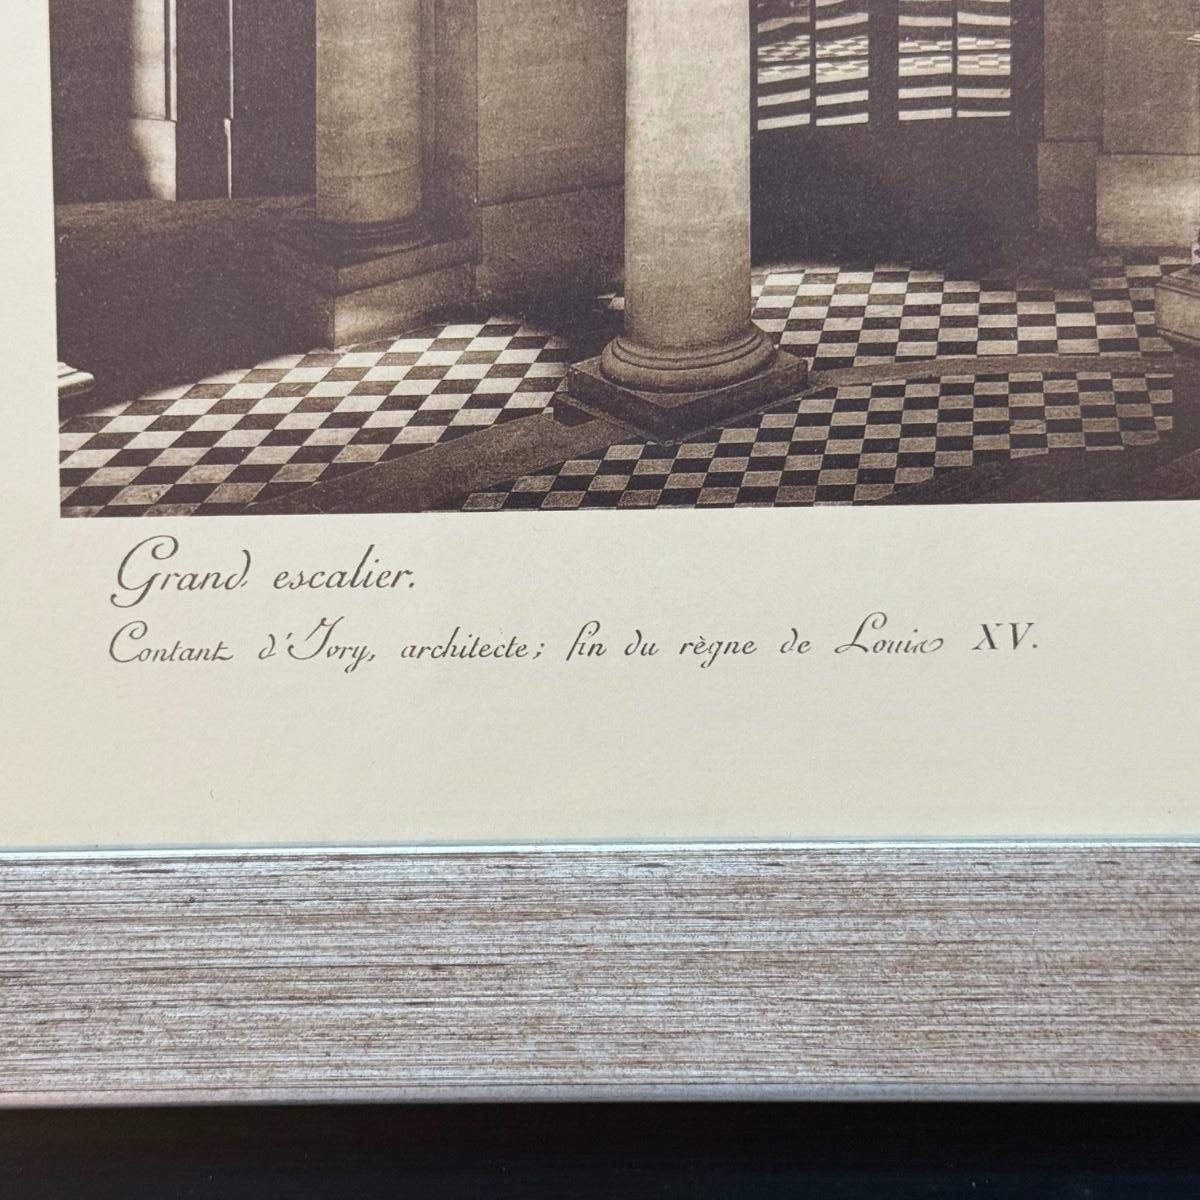 Grand escalier.
Contant d'Ivry, architecte; fin du règne de Louis XV.